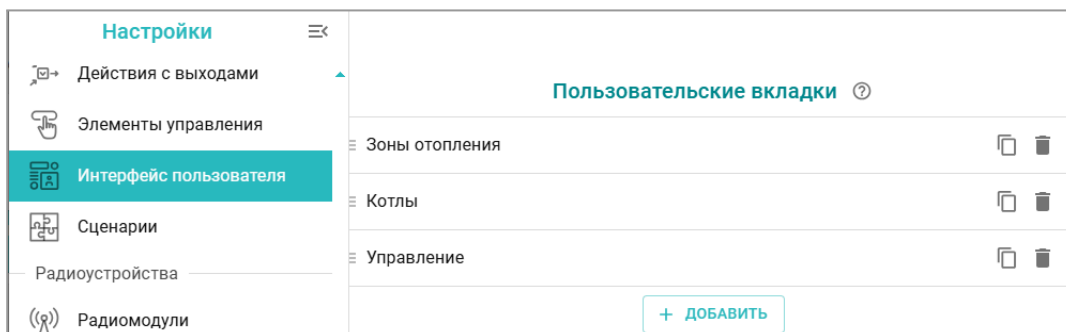 Настройки
Действия с выходами
Элементы управления
Интерфейс пользователя
Сценарии
Радиоустройства
Радиомодули
Пользовательские вкладки
Зоны отопления
Котлы
Управление
+ ДОБАВИТЬ